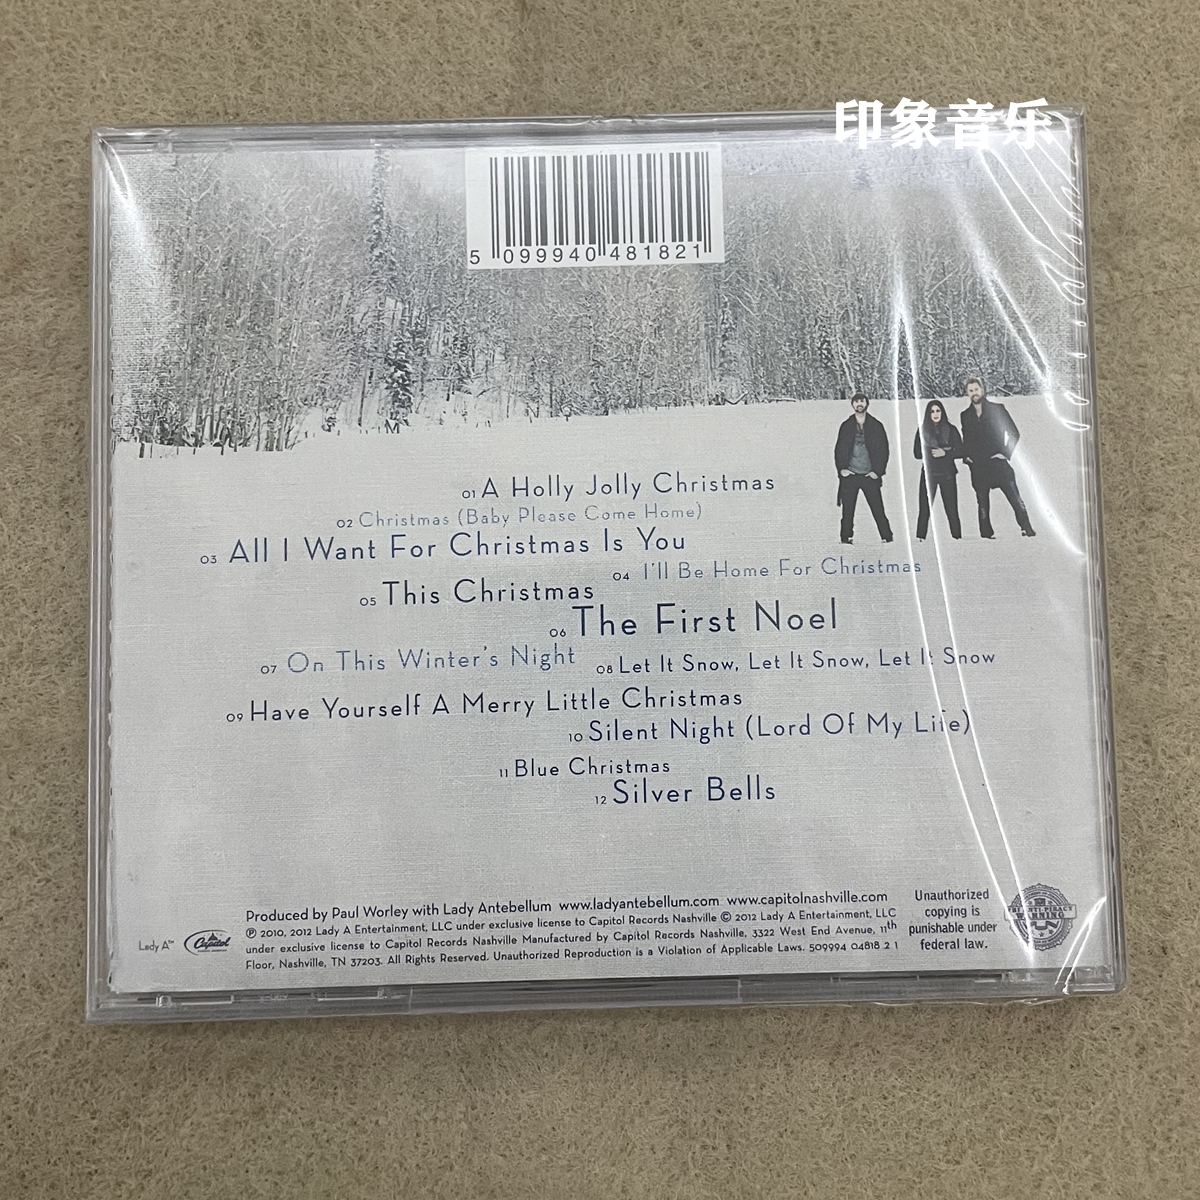 印象音乐
5 099940 481821
01 A Holly Jolly Christmas
02 Christmas (Baby Please Come Home)
03 All I Want For Christmas Is You
04 I'll Be Home For Christmas
05 This Christmas
06 The First Noel
07 On This Winter's Night
08 Let It Snow, Let It Snow, Let It Snow
09 Have Yourself A Merry Little Christmas
10 Silent Night (Lord Of My Life)
11 Blue Christmas
12 Silver Bells
Produced by Paul Worley with Lady Antebellum www.ladyantebellum.com www.capitolnashville.com
℗ 2010, 2012 Lady A Entertainment, LLC under exclusive license to Capitol Records Nashville © 2012 Lady A Entertainment, LLC
under exclusive license to Capitol Records Nashville Manufactured by Capitol Records Nashville, 3322 West End Avenue, 11th
Floor, Nashville, TN 37203. All Rights Reserved. Unauthorized Reproduction is a Violation of Applicable Laws. 509994 04818 2 1
Lady A™
Capitol
Unauthorized
copying is
punishable under
federal law.
FBI ANTI-PIRACY
WARNING